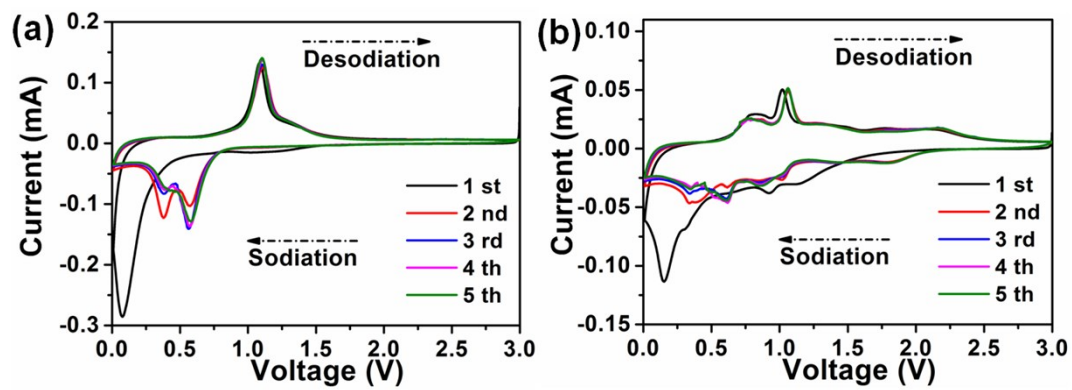 (a)
Current (mA)
0.2
0.1
0.0
-0.1
-0.2
-0.3
Desodiation
Sodiation
1 st
2 nd
3 rd
4 th
5 th
0.0 0.5 1.0 1.5 2.0 2.5 3.0
Voltage (V)
(b)
Current (mA)
0.10
0.05
0.00
-0.05
-0.10
-0.15
Desodiation
Sodiation
1 st
2 nd
3 rd
4 th
5 th
0.0 0.5 1.0 1.5 2.0 2.5 3.0
Voltage (V)